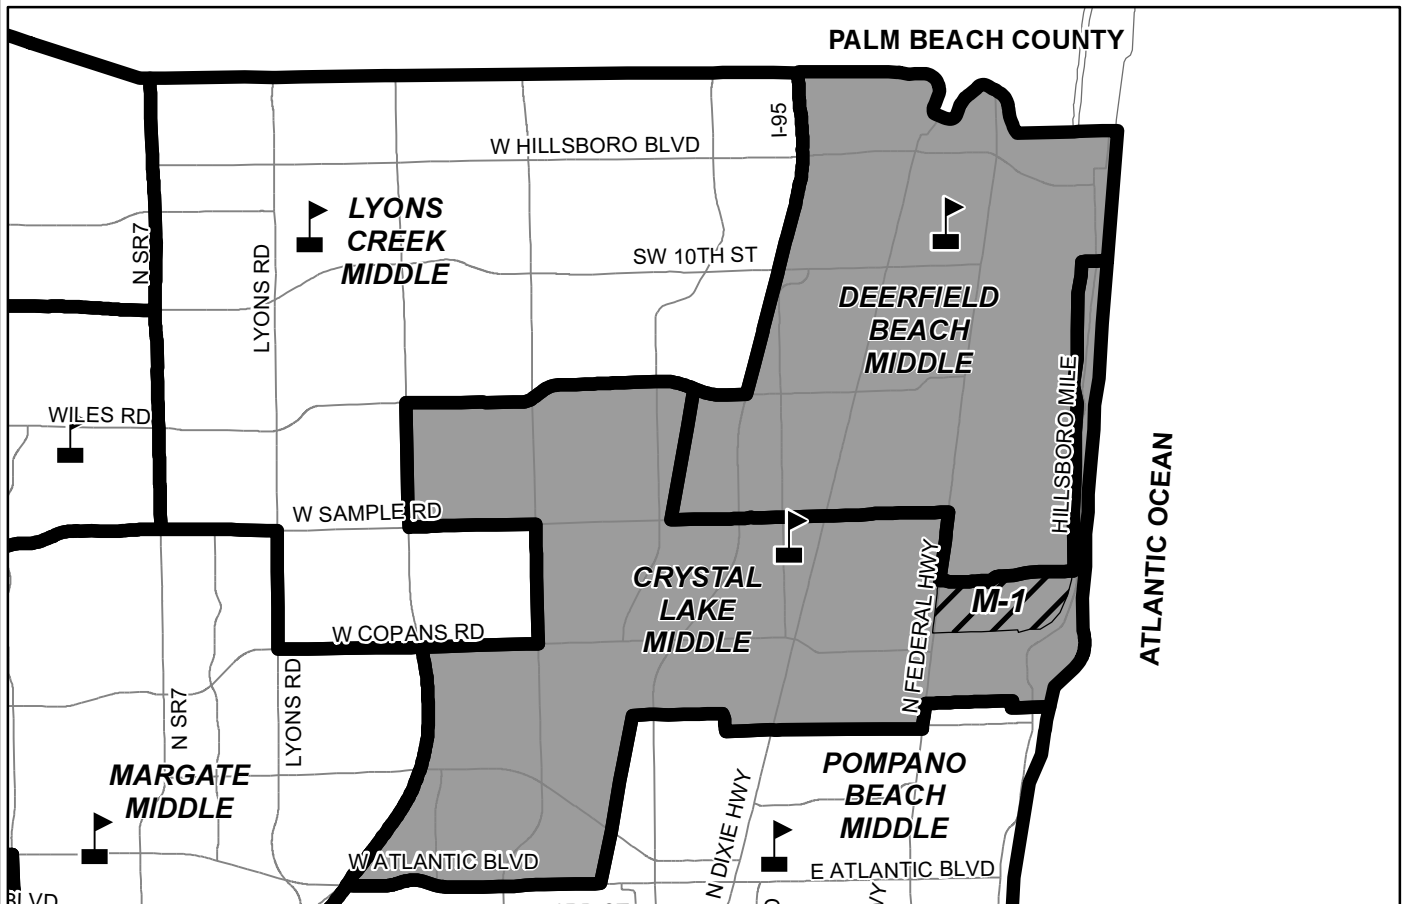 PALM BEACH COUNTY
I-95
W HILLSBORO BLVD
LYONS
CREEK
MIDDLE
N SR7
LYONS RD
SW 10TH ST
DEERFIELD
BEACH
MIDDLE
HILLSBORO MILE
WILES RD
ATLANTIC OCEAN
W SAMPLE RD
CRYSTAL
LAKE
MIDDLE
N FEDERAL HWY
M-1
W COPANS RD
N SR7
LYONS RD
MARGATE
MIDDLE
POMPANO
BEACH
MIDDLE
N DIXIE HWY
W ATLANTIC BLVD
E ATLANTIC BLVD
BLVD